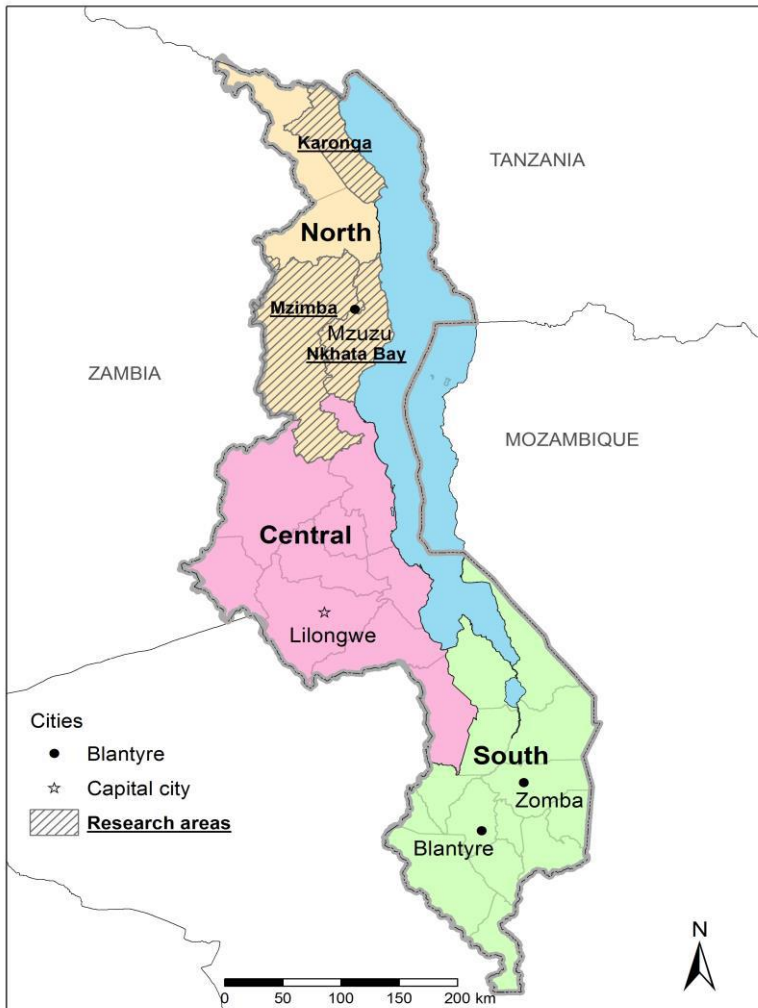 TANZANIA
Karonga
North
Mzimba
Mzuzu
Nkhata Bay
ZAMBIA
MOZAMBIQUE
Central
Lilongwe
Cities
Blantyre
Capital city
Research areas
South
Zomba
Blantyre
N
0 50 100 150 200 km